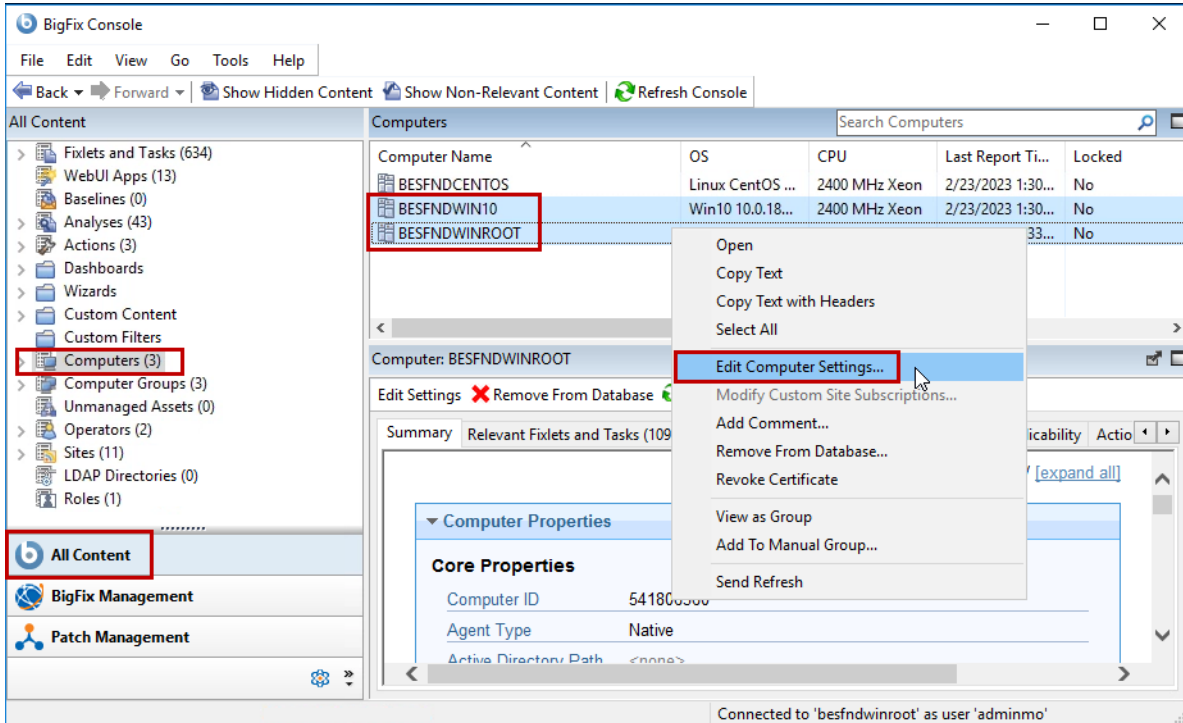 BigFix Console
File Edit View Go Tools Help
Back Forward Show Hidden Content Show Non-Relevant Content Refresh Console
All Content
Fixlets and Tasks (634)
WebUI Apps (13)
Baselines (0)
Analyses (43)
Actions (3)
Dashboards
Wizards
Custom Content
Custom Filters
Computers (3)
Computer Groups (3)
Unmanaged Assets (0)
Operators (2)
Sites (11)
LDAP Directories (0)
Roles (1)
All Content
BigFix Management
Patch Management
Computers Search Computers
Computer Name OS CPU Last Report Ti... Locked
BESFNDCENTOS Linux CentOS ... 2400 MHz Xeon 2/23/2023 1:30... No
BESFNDWIN10 Win10 10.0.18... 2400 MHz Xeon 2/23/2023 1:30... No
BESFNDWINROOT 33... No
Open
Copy Text
Copy Text with Headers
Select All
Edit Computer Settings...
Modify Custom Site Subscriptions...
Add Comment...
Remove From Database...
Revoke Certificate
View as Group
Add To Manual Group...
Send Refresh
Computer: BESFNDWINROOT
Edit Settings Remove From Database
Summary Relevant Fixlets and Tasks (109 icability Actio
/ [expand all]
Computer Properties
Core Properties
Computer ID
Agent Type Native
Active Directory Path <none>
Connected to 'besfndwinroot' as user 'adminmo'